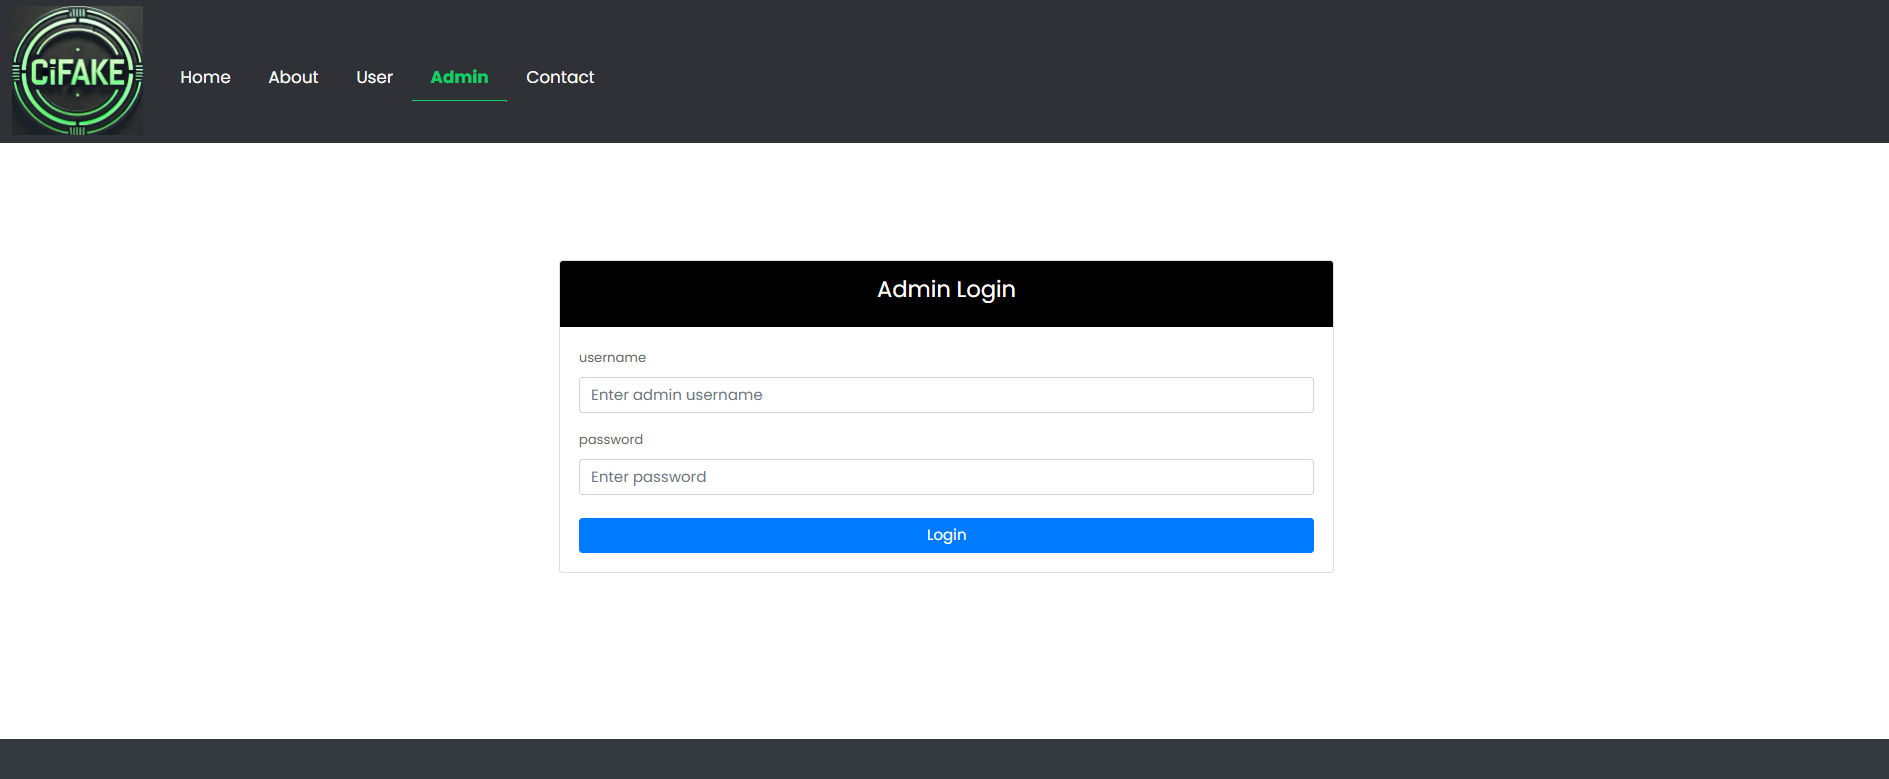 CiFAKE
Home About User Admin Contact
Admin Login
username
Enter admin username
password
Enter password
Login